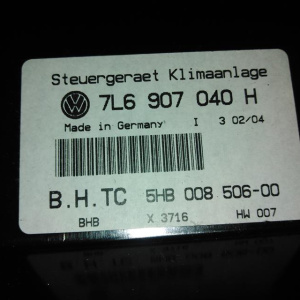 Steuergeraet Klimaanlage
7L6 907 040 H
Made in Germany I 3 02/04
B.H.TC 5HB 008 506-00
BHB X 3716 HW 007